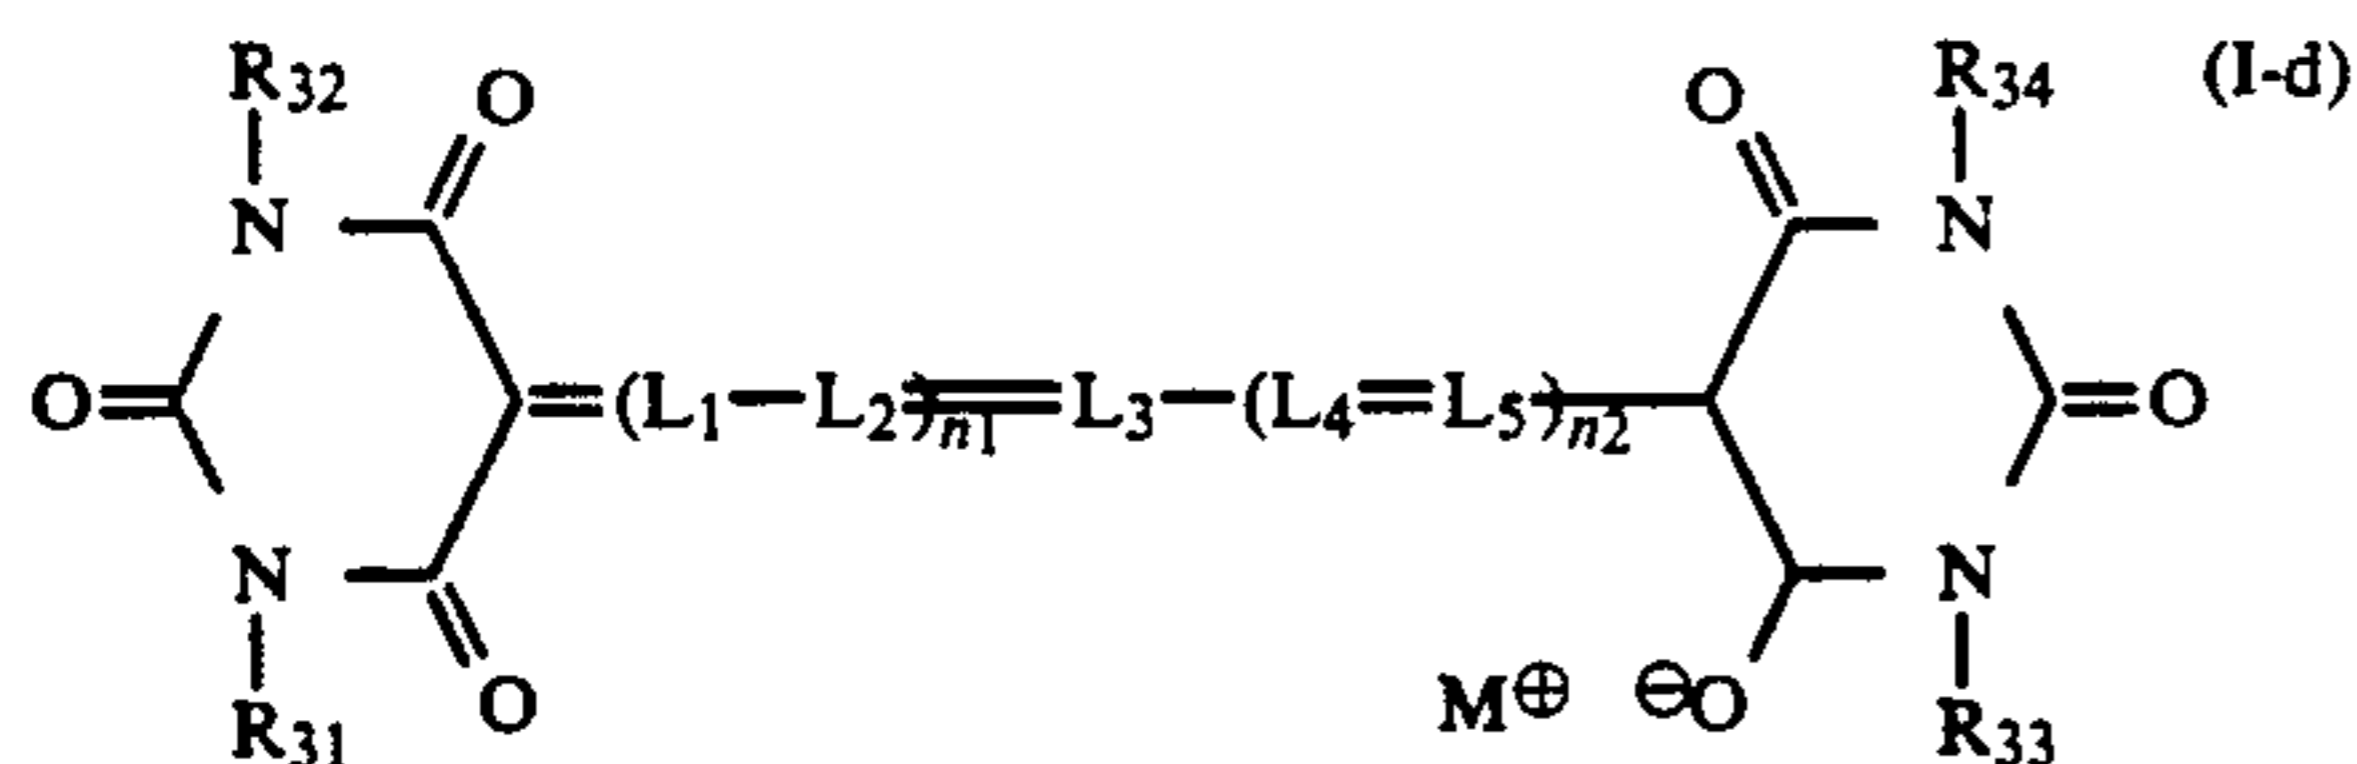 R32 O O R34 (I-d)
N N
O=(L1—L2)n1=L3—(L4=L5)n2 O
N N
R31 O M⊕ ⊖O R33